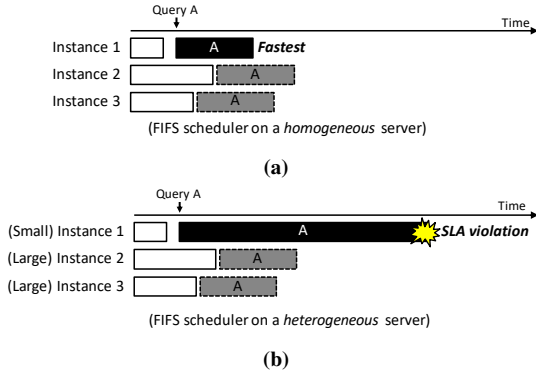 Query A
Time
Instance 1 A Fastest
Instance 2 A
Instance 3 A
(FIFS scheduler on a homogeneous server)
(a)
Query A
Time
(Small) Instance 1 A SLA violation
(Large) Instance 2 A
(Large) Instance 3 A
(FIFS scheduler on a heterogeneous server)
(b)